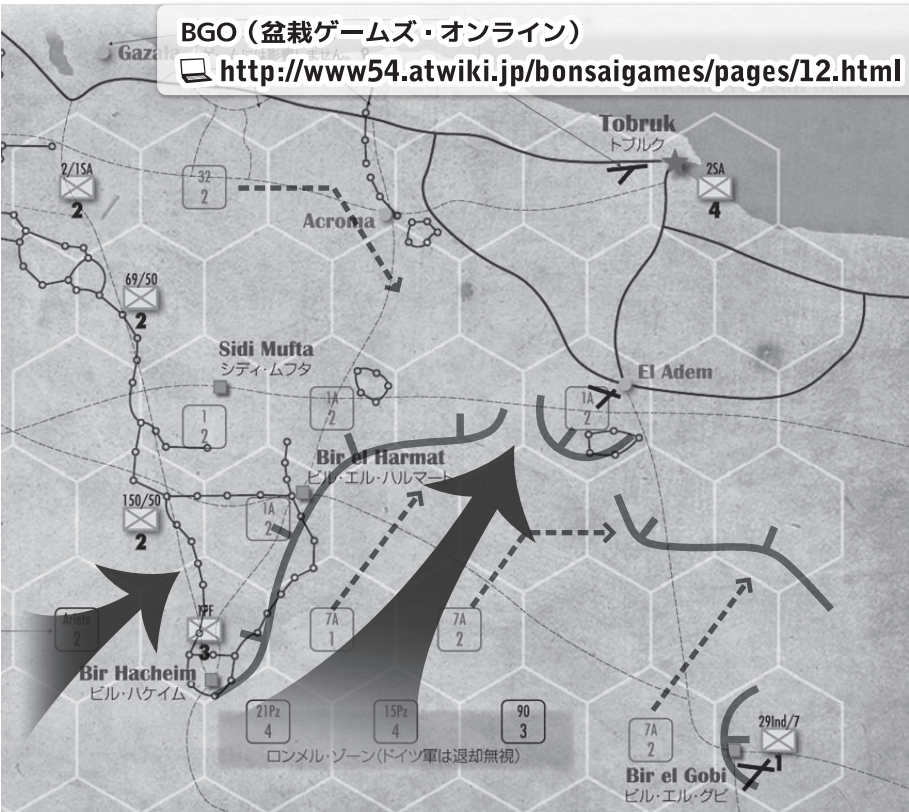 BGO（盆栽ゲームズ・オンライン）
http://www54.atwiki.jp/bonsaigames/pages/12.html
Gazala
Tobruk
トブルク
2/1SA
2
32
2
2SA
4
Acroma
69/50
2
Sidi Mufta
シディ・ムフタ
El Adem
1
2
1A
2
1A
2
Bir el Harmat
ビル・エル・ハルマート
150/50
2
1A
2
Ariete
2
1FF
3
7A
1
7A
2
Bir Hacheim
ビル・ハケイム
21Pz
4
15Pz
4
90
3
ロンメル・ゾーン(ドイツ軍は退却無視)
7A
2
29Ind/7
1
Bir el Gobi
ビル・エル・グビ